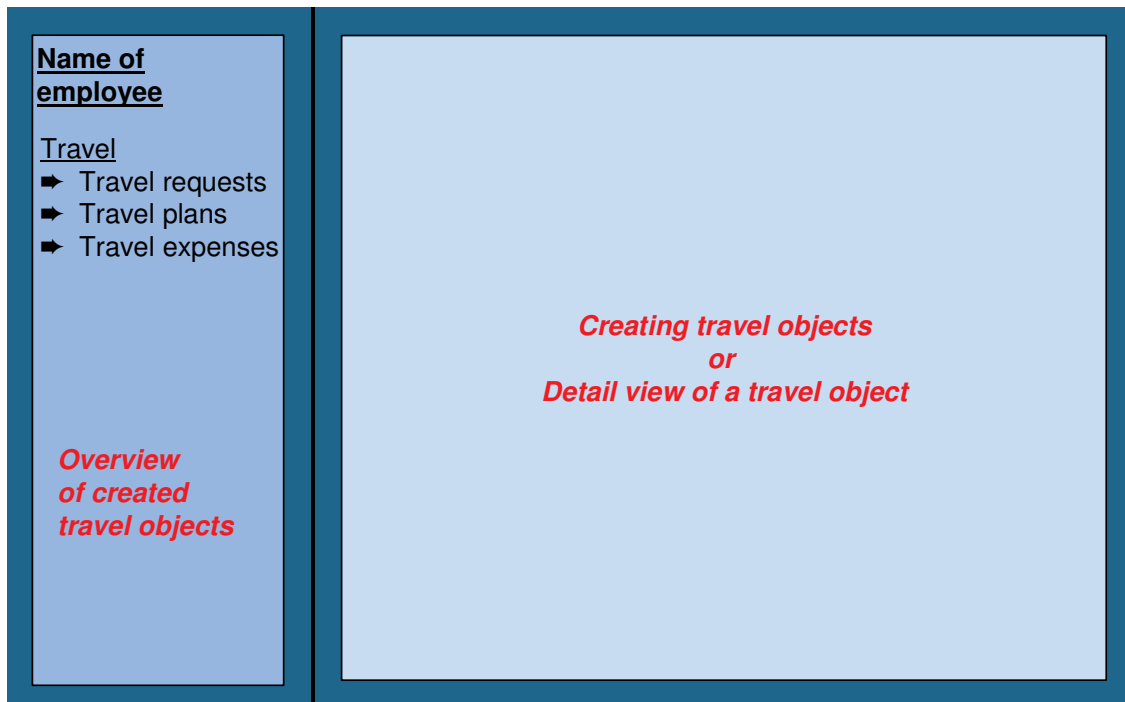 Name of
employee
Travel
➨ Travel requests
➨ Travel plans
➨ Travel expenses
Overview
of created
travel objects
Creating travel objects
or
Detail view of a travel object